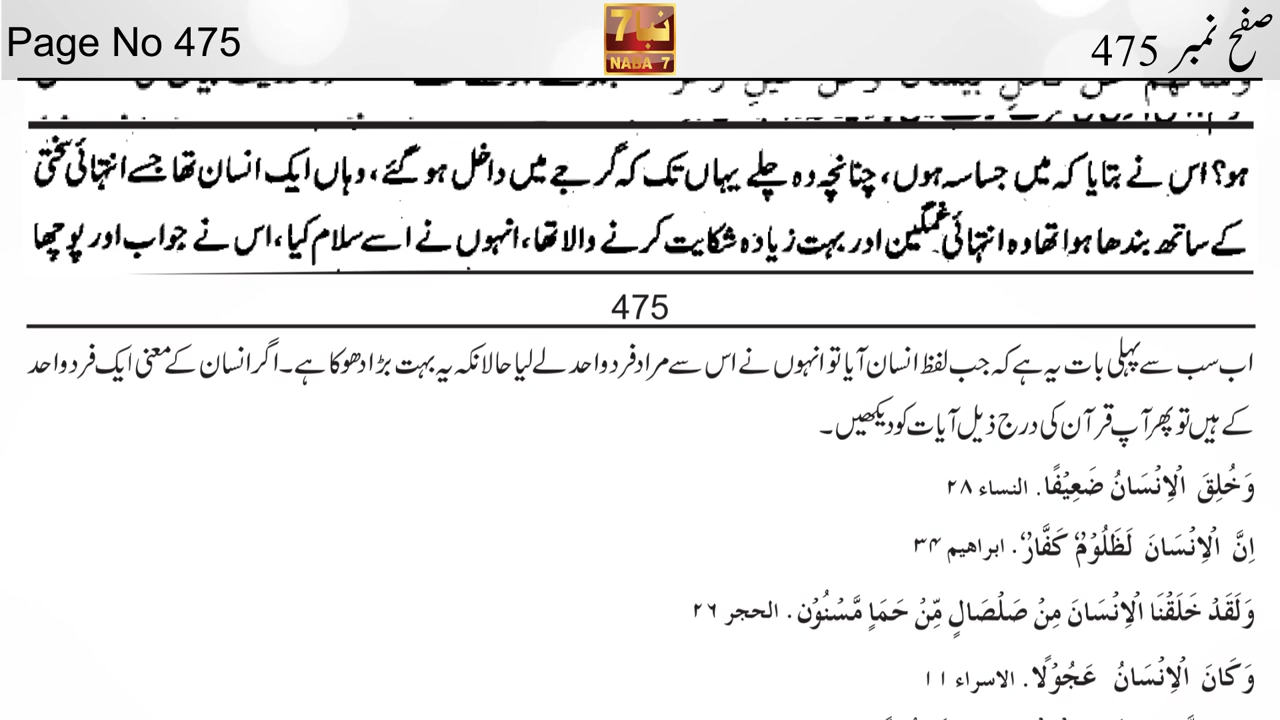 Page No 475
نبا 7
NABA 7
صفحہ نمبر 475
ہو؟ اس نے بتایا کہ میں جساسہ ہوں، چنانچہ وہ چلے یہاں تک کہ گرجے میں داخل ہو گئے، وہاں ایک انسان تھا جسے انتہائی سختی
کے ساتھ بندھا ہوا تھا وہ انتہائی غمگین اور بہت زیادہ شکایت کرنے والا تھا، انہوں نے اسے سلام کیا، اس نے جواب اور پوچھا
475
اب سب سے پہلی بات یہ ہے کہ جب لفظ انسان آیا تو انہوں نے اس سے مراد فرد واحد لے لیا حالانکہ یہ بہت بڑا دھوکا ہے۔ اگر انسان کے معنی ایک فرد واحد
کے ہیں تو پھر آپ قرآن کی درج ذیل آیات کو دیکھیں۔
وَخُلِقَ الْاِنْسَانُ ضَعِيْفًا. النساء ۲۸
اِنَّ الْاِنْسَانَ لَظَلُوْمٌ كَفَّارٌ. ابراهيم ۳۴
وَلَقَدْ خَلَقْنَا الْاِنْسَانَ مِنْ صَلْصَالٍ مِّنْ حَمَاٍ مَّسْنُوْن. الحجر ۲۶
وَكَانَ الْاِنْسَانُ عَجُوْلًا. الاسراء ۱۱